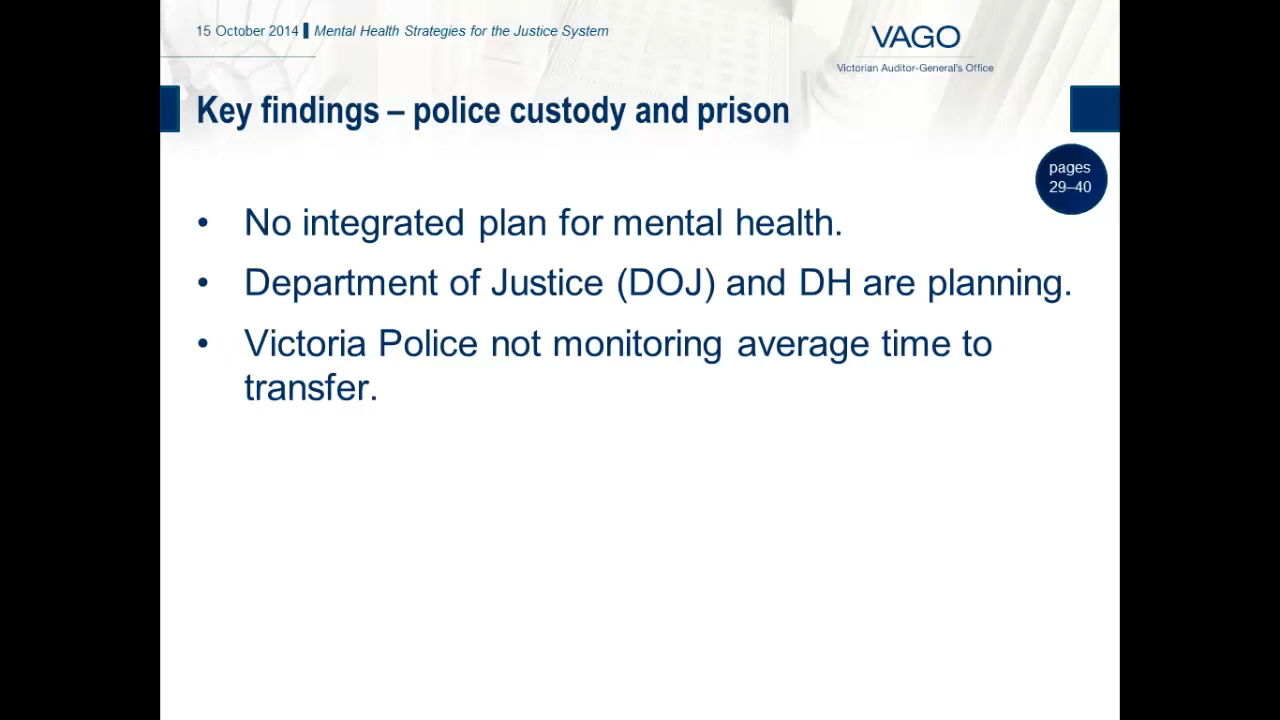 15 October 2014 Mental Health Strategies for the Justice System
VAGO
Victorian Auditor-General's Office
Key findings – police custody and prison
pages
29–40
• No integrated plan for mental health.
• Department of Justice (DOJ) and DH are planning.
• Victoria Police not monitoring average time to
transfer.